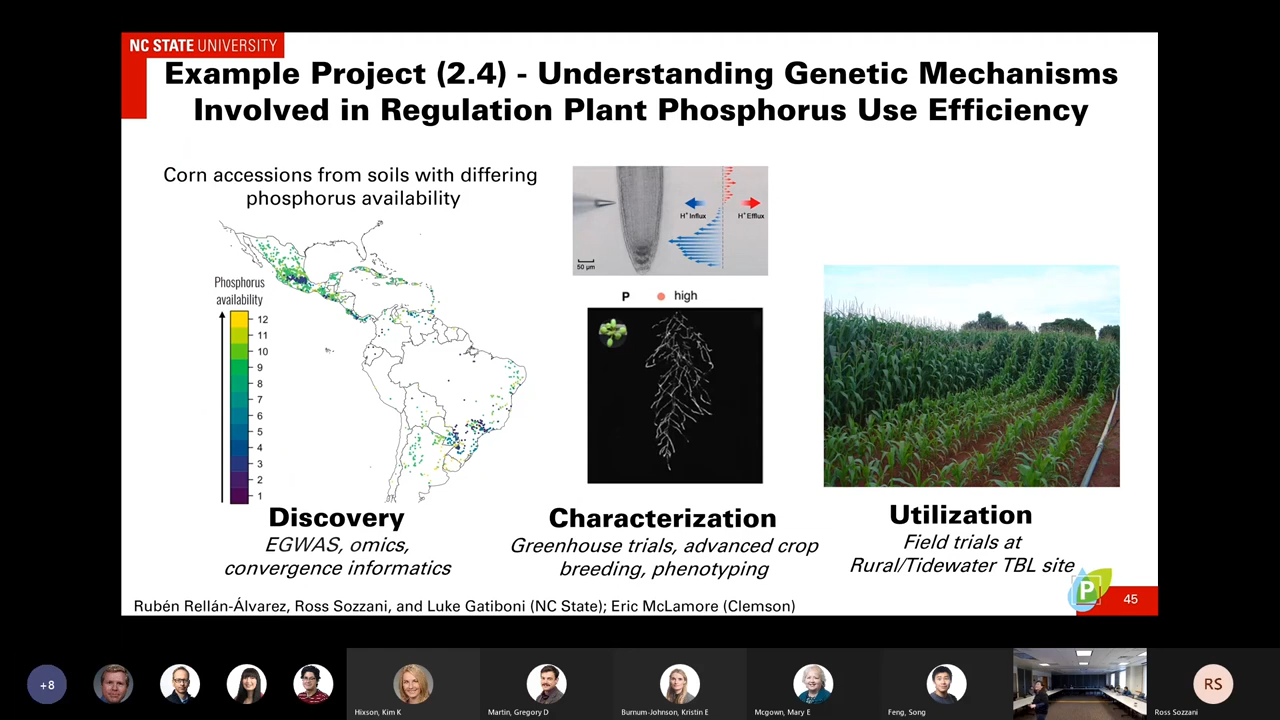 NC STATE UNIVERSITY
Example Project (2.4) - Understanding Genetic Mechanisms
Involved in Regulation Plant Phosphorus Use Efficiency
Corn accessions from soils with differing
phosphorus availability
Phosphorus
availability
12
11
10
9
8
7
6
5
4
3
2
1
H⁺ Influx
H⁺ Efflux
50 µm
P
high
Discovery
EGWAS, omics,
convergence informatics
Characterization
Greenhouse trials, advanced crop
breeding, phenotyping
Utilization
Field trials at
Rural/Tidewater TBL site
P
Rubén Rellán-Álvarez, Ross Sozzani, and Luke Gatiboni (NC State); Eric McLamore (Clemson)
45
+8
Hixson, Kim K
Martin, Gregory D
Burnum-Johnson, Kristin E
Mcgown, Mary E
Feng, Song
RS
Ross Sozzani